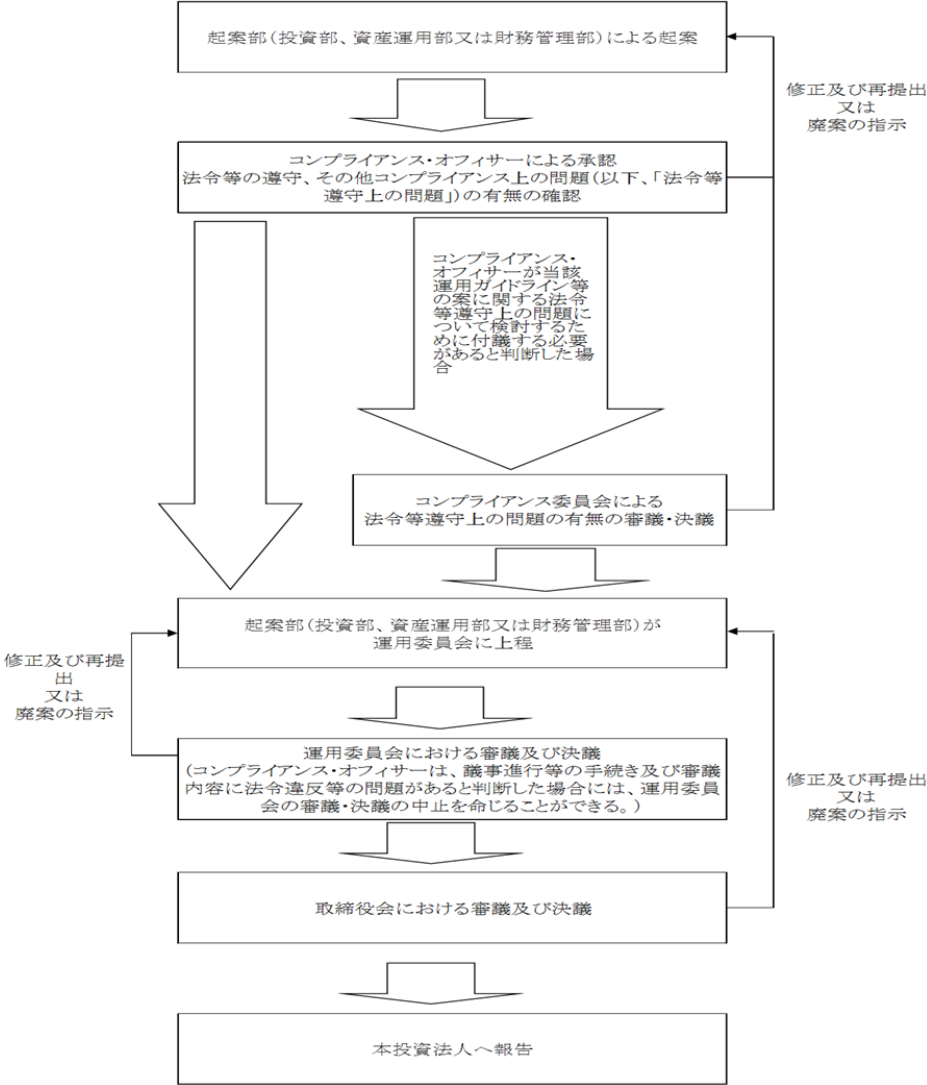 起案部(投資部、資産運用部又は財務管理部)による起案
修正及び再提出
又は
廃案の指示
コンプライアンス・オフィサーによる承認
法令等の遵守、その他コンプライアンス上の問題(以下、「法令等
遵守上の問題」)の有無の確認
コンプライアンス・
オフィサーが当該
運用ガイドライン等
の案に関する法令
等遵守上の問題に
ついて検討するた
めに付議する必要
があると判断した場
合
コンプライアンス委員会による
法令等遵守上の問題の有無の審議・決議
起案部(投資部、資産運用部又は財務管理部)が
運用委員会に上程
修正及び再提
出
又は
廃案の指示
運用委員会における審議及び決議
(コンプライアンス・オフィサーは、議事進行等の手続き及び審議
内容に法令違反等の問題があると判断した場合には、運用委員
会の審議・決議の中止を命じることができる。)
修正及び再提出
又は
廃案の指示
取締役会における審議及び決議
本投資法人へ報告